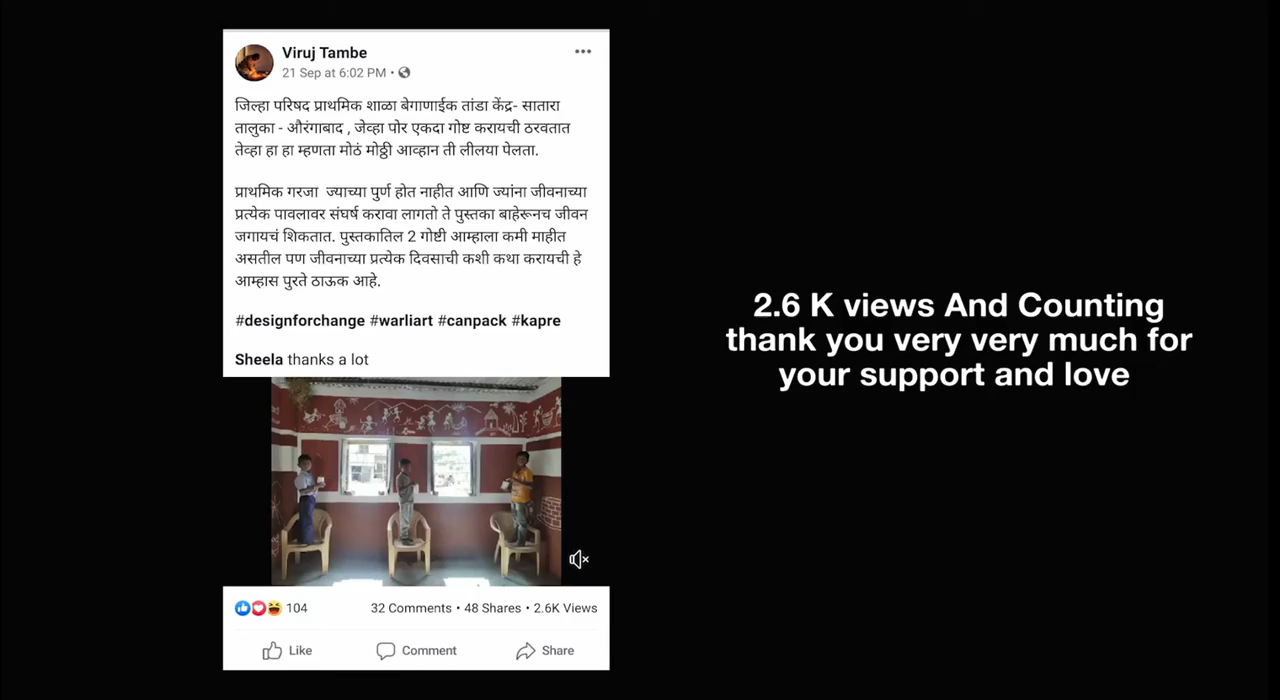 Viruj Tambe
21 Sep at 6:02 PM •
जिल्हा परिषद प्राथमिक शाळा बेगाणाईक तांडा केंद्र- सातारा
तालुका - औरंगाबाद , जेव्हा पोर एकदा गोष्ट करायची ठरवतात
तेव्हा हा हा म्हणता मोठं मोठ्ठी आव्हान ती लीलया पेलता.
प्राथमिक गरजा ज्याच्या पुर्ण होत नाहीत आणि ज्यांना जीवनाच्या
प्रत्येक पावलावर संघर्ष करावा लागतो ते पुस्तका बाहेरूनच जीवन
जगायचं शिकतात. पुस्तकातिल 2 गोष्टी आम्हाला कमी माहीत
असतील पण जीवनाच्या प्रत्येक दिवसाची कशी कथा करायची हे
आम्हास पुरते ठाऊक आहे.
#designforchange #warliart #canpack #kapre
Sheela thanks a lot
104 32 Comments • 48 Shares • 2.6K Views
Like Comment Share
2.6 K views And Counting
thank you very very much for
your support and love